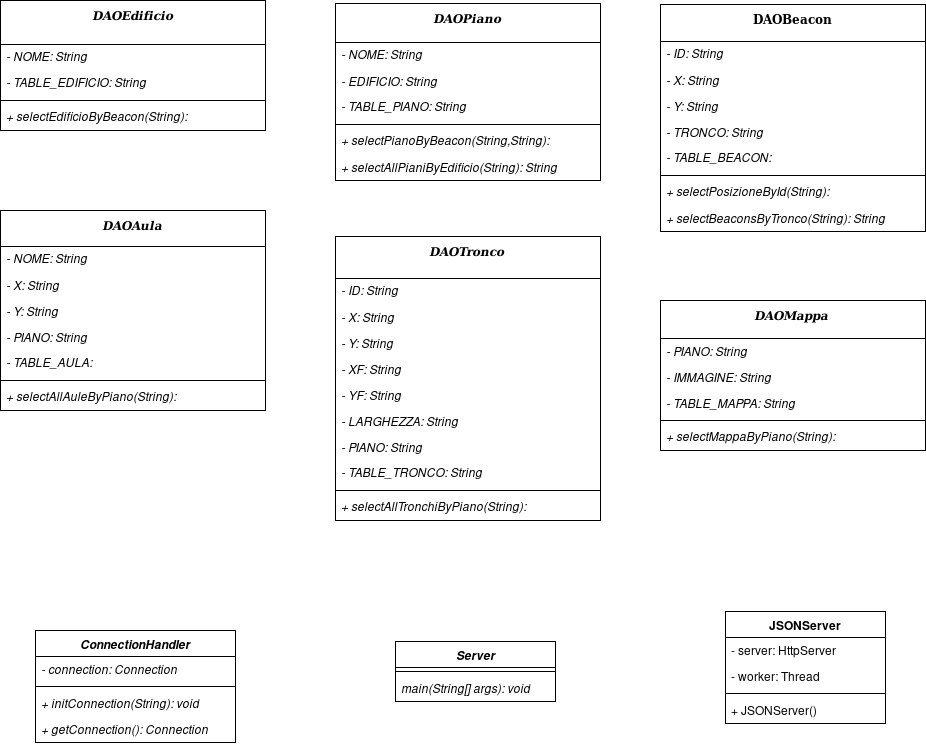 DAOEdificio
- NOME: String
- TABLE_EDIFICIO: String
+ selectEdificioByBeacon(String):
DAOPiano
- NOME: String
- EDIFICIO: String
- TABLE_PIANO: String
+ selectPianoByBeacon(String,String):
+ selectAllPianiByEdificio(String): String
DAOBeacon
- ID: String
- X: String
- Y: String
- TRONCO: String
- TABLE_BEACON:
+ selectPosizioneById(String):
+ selectBeaconsByTronco(String): String
DAOAula
- NOME: String
- X: String
- Y: String
- PIANO: String
- TABLE_AULA:
+ selectAllAuleByPiano(String):
DAOTronco
- ID: String
- X: String
- Y: String
- XF: String
- YF: String
- LARGHEZZA: String
- PIANO: String
- TABLE_TRONCO: String
+ selectAllTronchiByPiano(String):
DAOMappa
- PIANO: String
- IMMAGINE: String
- TABLE_MAPPA: String
+ selectMappaByPiano(String):
ConnectionHandler
- connection: Connection
+ initConnection(String): void
+ getConnection(): Connection
Server
main(String[] args): void
JSONServer
- server: HttpServer
- worker: Thread
+ JSONServer()